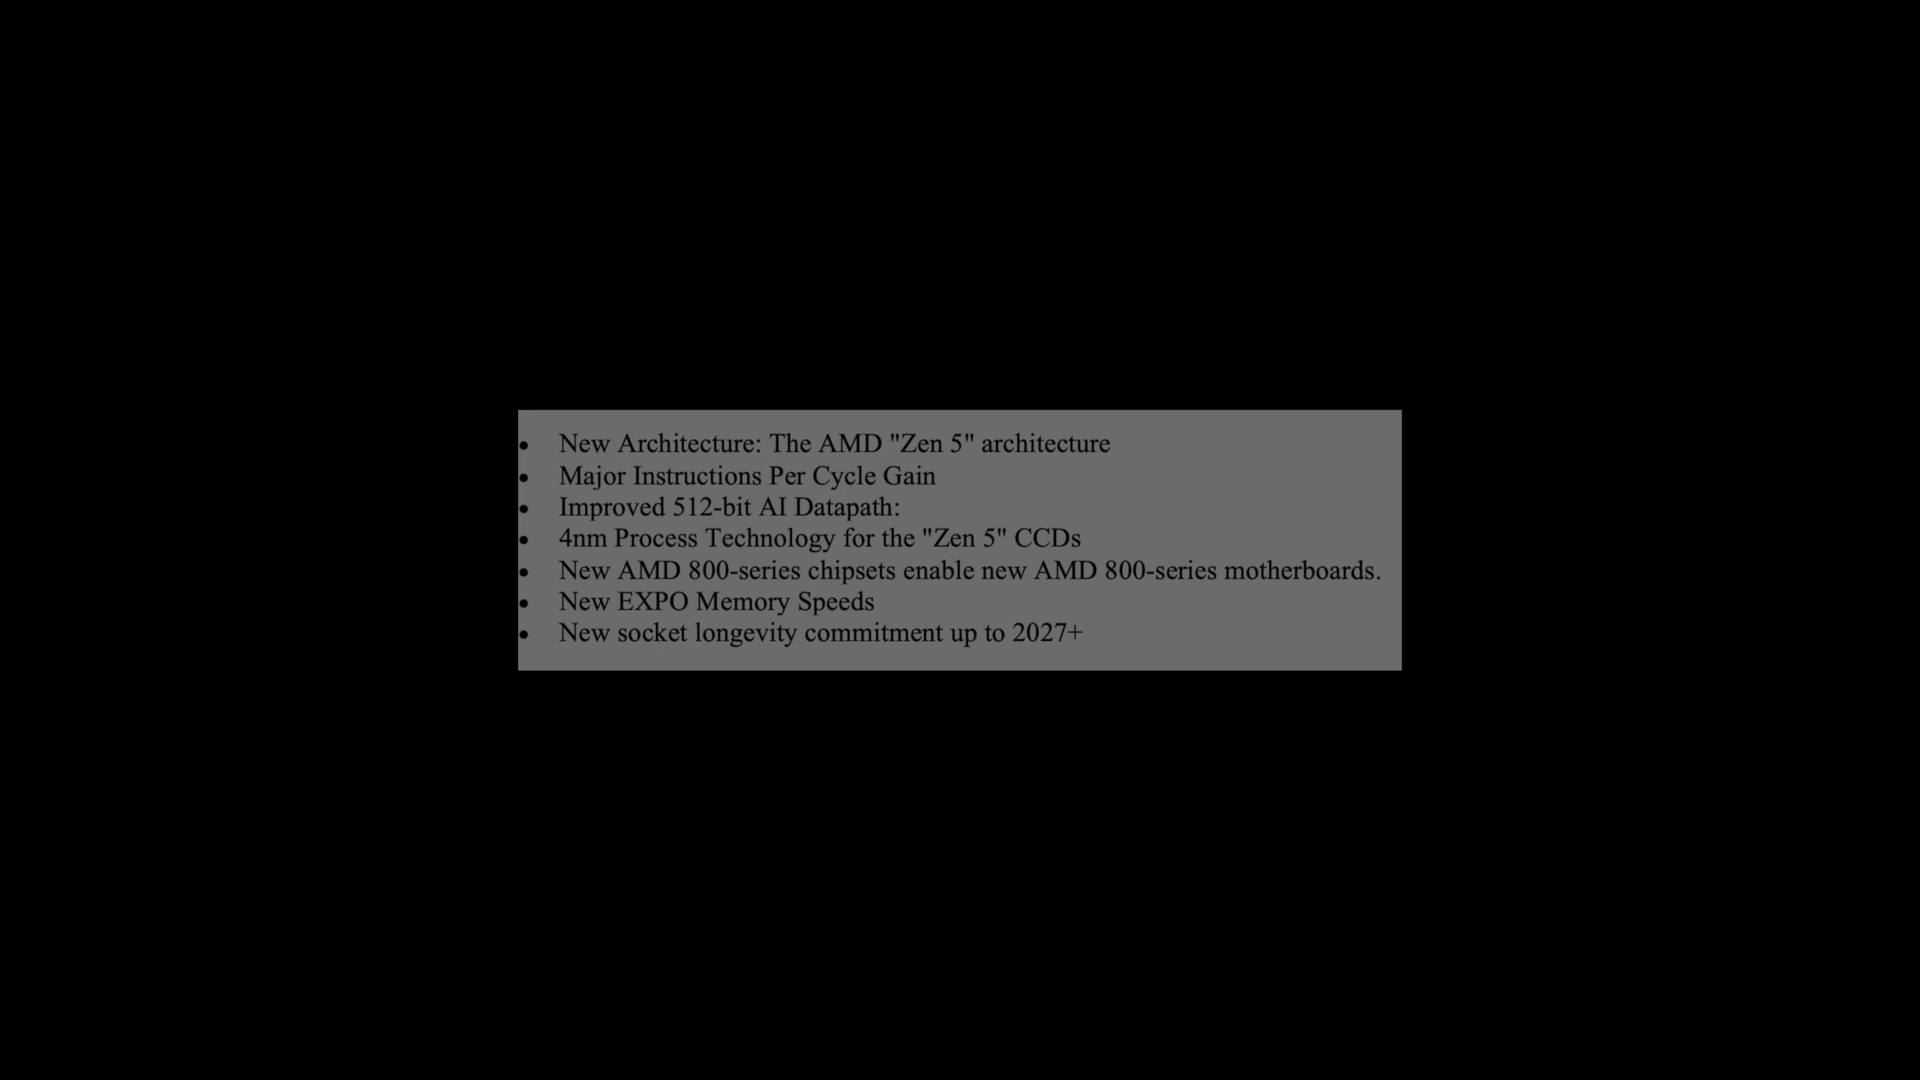 • New Architecture: The AMD "Zen 5" architecture
• Major Instructions Per Cycle Gain
• Improved 512-bit AI Datapath:
• 4nm Process Technology for the "Zen 5" CCDs
• New AMD 800-series chipsets enable new AMD 800-series motherboards.
• New EXPO Memory Speeds
• New socket longevity commitment up to 2027+